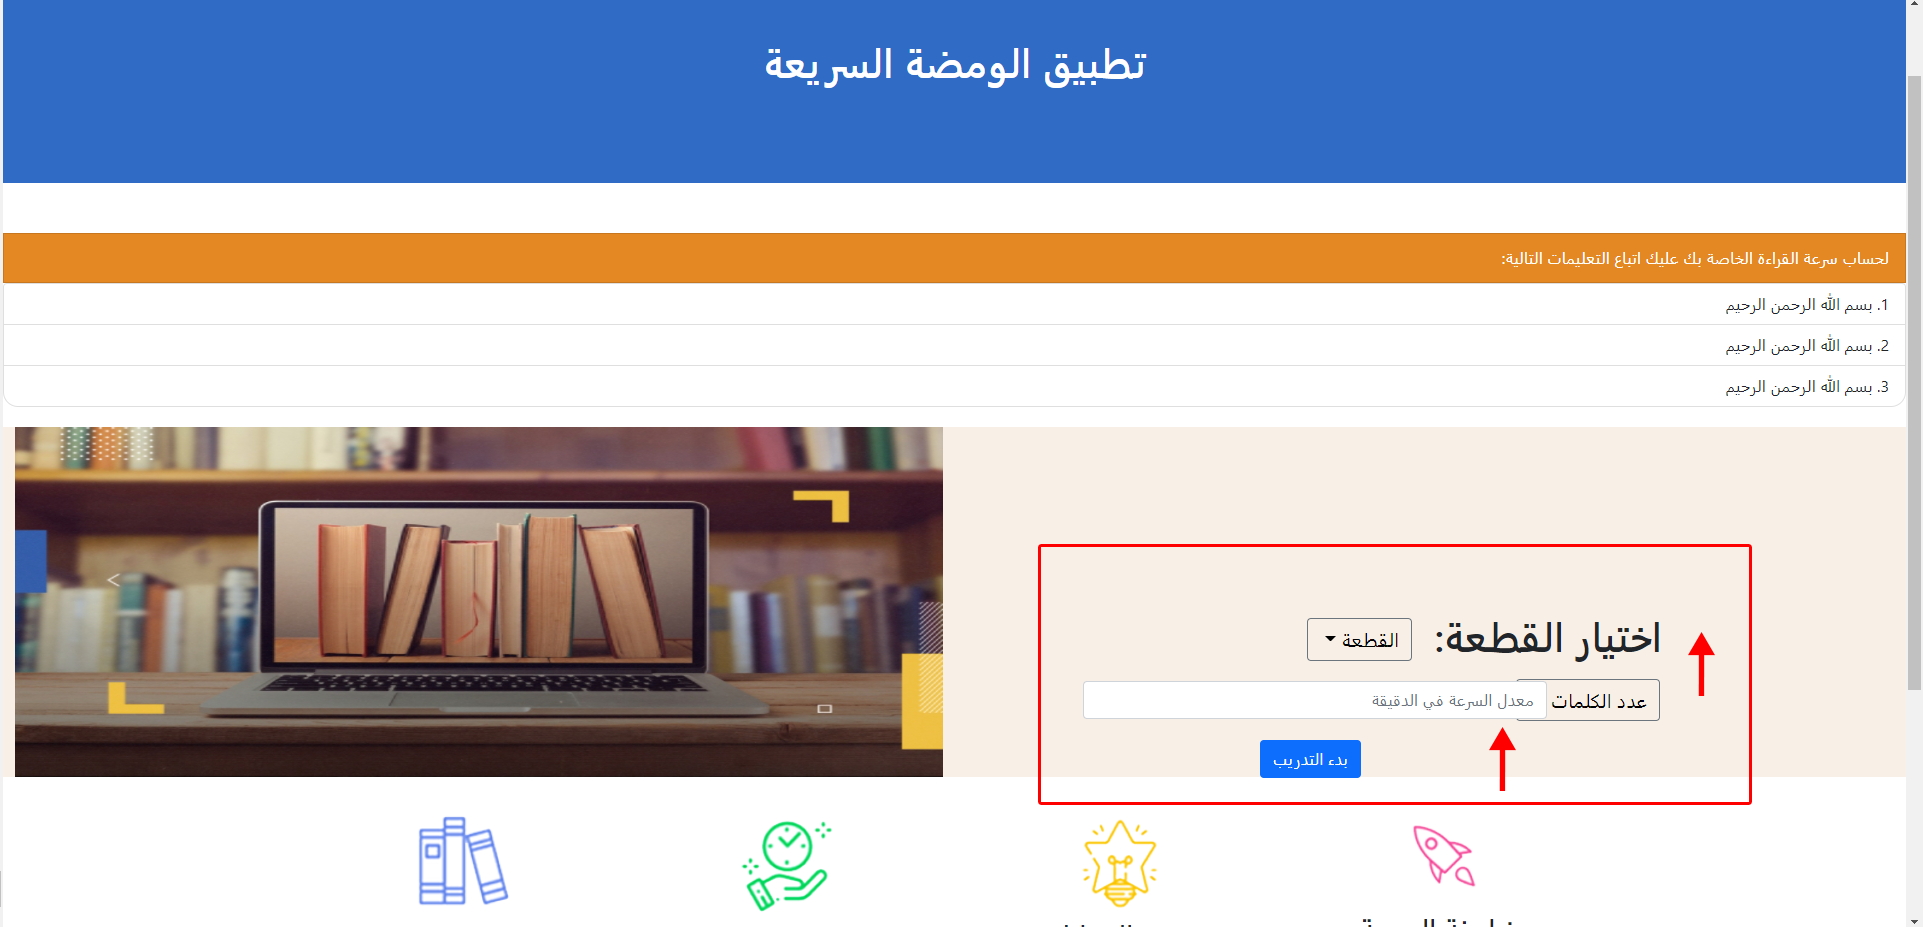 تطبيق الومضة السريعة
لحساب سرعة القراءة الخاصة بك عليك اتباع التعليمات التالية:
1. بسم الله الرحمن الرحيم
2. بسم الله الرحمن الرحيم
3. بسم الله الرحمن الرحيم
اختيار القطعة: القطعة
عدد الكلمات معدل السرعة في الدقيقة
بدء التدريب